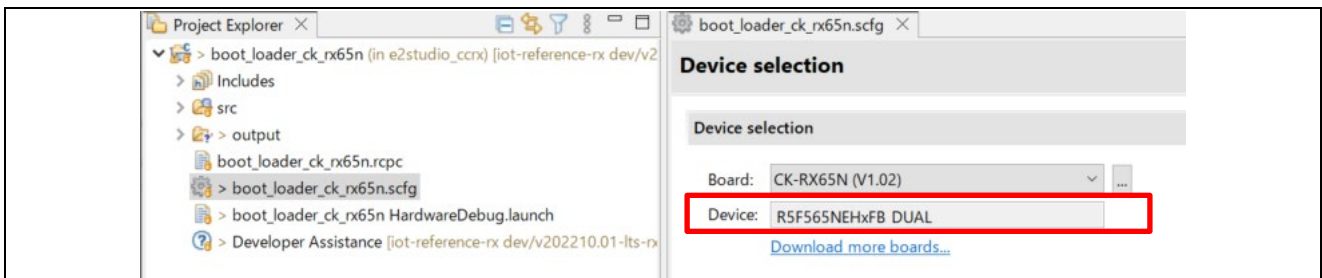 Project Explorer
> boot_loader_ck_rx65n (in e2studio_ccrx) [iot-reference-rx dev/v2
> Includes
> src
> > output
boot_loader_ck_rx65n.rcpc
> boot_loader_ck_rx65n.scfg
> boot_loader_ck_rx65n HardwareDebug.launch
> > Developer Assistance [iot-reference-rx dev/v202210.01-lts-rx
boot_loader_ck_rx65n.scfg
Device selection
Device selection
Board: CK-RX65N (V1.02) ...
Device: R5F565NEHxFB DUAL
Download more boards...